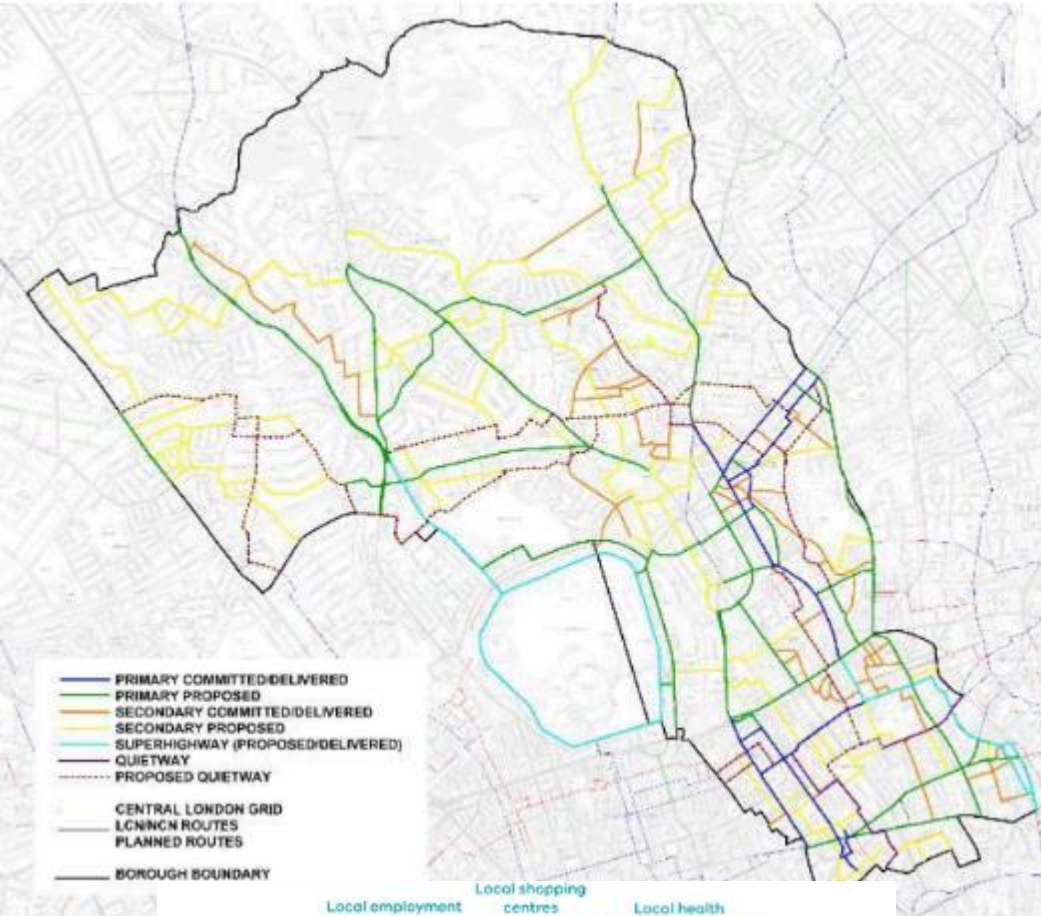 PRIMARY COMMITTED/DELIVERED
PRIMARY PROPOSED
SECONDARY COMMITTED/DELIVERED
SECONDARY PROPOSED
SUPERHIGHWAY (PROPOSED/DELIVERED)
QUIETWAY
PROPOSED QUIETWAY
CENTRAL LONDON GRID
LCN/NCN ROUTES
PLANNED ROUTES
BOROUGH BOUNDARY
Local shopping
Local employment centres Local health